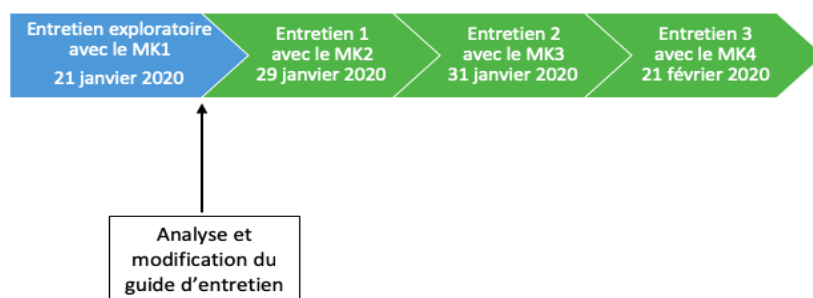 Entretien exploratoire
avec le MK1
21 janvier 2020
Entretien 1
avec le MK2
29 janvier 2020
Entretien 2
avec le MK3
31 janvier 2020
Entretien 3
avec le MK4
21 février 2020
Analyse et
modification du
guide d'entretien